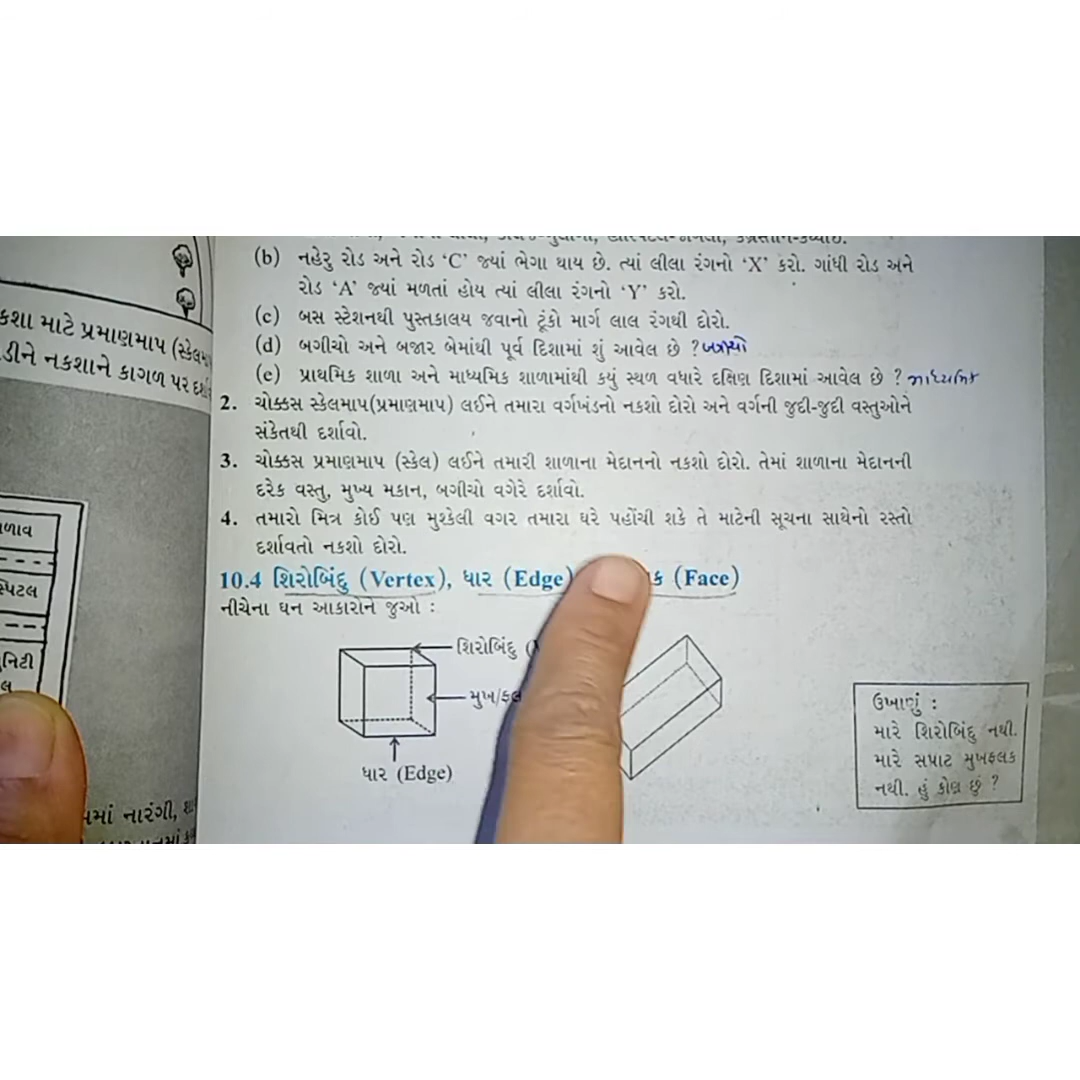 (b) નહેરુ રોડ અને રોડ ‘C’ જ્યાં ભેગા થાય છે. ત્યાં લીલા રંગનો ‘X’ કરો. ગાંધી રોડ અને
રોડ ‘A’ જ્યાં મળતાં હોય ત્યાં લીલા રંગનો ‘Y’ કરો.
(c) બસ સ્ટેશનથી પુસ્તકાલય જવાનો ટૂંકો માર્ગ લાલ રંગથી દોરો.
(d) બગીચો અને બજાર બેમાંથી પૂર્વ દિશામાં શું આવેલ છે ? બગીચો
(e) પ્રાથમિક શાળા અને માધ્યમિક શાળામાંથી કયું સ્થળ વધારે દક્ષિણ દિશામાં આવેલ છે ? માધ્યમિક
2. ચોક્કસ સ્કેલમાપ(પ્રમાણમાપ) લઈને તમારા વર્ગખંડનો નકશો દોરો અને વર્ગની જુદી-જુદી વસ્તુઓને
સંકેતથી દર્શાવો.
3. ચોક્કસ પ્રમાણમાપ (સ્કેલ) લઈને તમારી શાળાના મેદાનનો નકશો દોરો. તેમાં શાળાના મેદાનની
દરેક વસ્તુ, મુખ્ય મકાન, બગીચો વગેરે દર્શાવો.
4. તમારો મિત્ર કોઈ પણ મુશ્કેલી વગર તમારા ઘરે પહોંચી શકે તે માટેની સૂચના સાથેનો રસ્તો
દર્શાવતો નકશો દોરો.
10.4 શિરોબિંદુ (Vertex), ધાર (Edge) (Face)
નીચેના ઘન આકારોને જુઓ :
શિરોબિંદુ
ધાર (Edge)
ઉખાણું :
મારે શિરોબિંદુ નથી.
મારે સપાટ મુખફલક
નથી. હું કોણ છું ?
માટે પ્રમાણમાપ
નકશાને કાગળ પર
નારંગી,